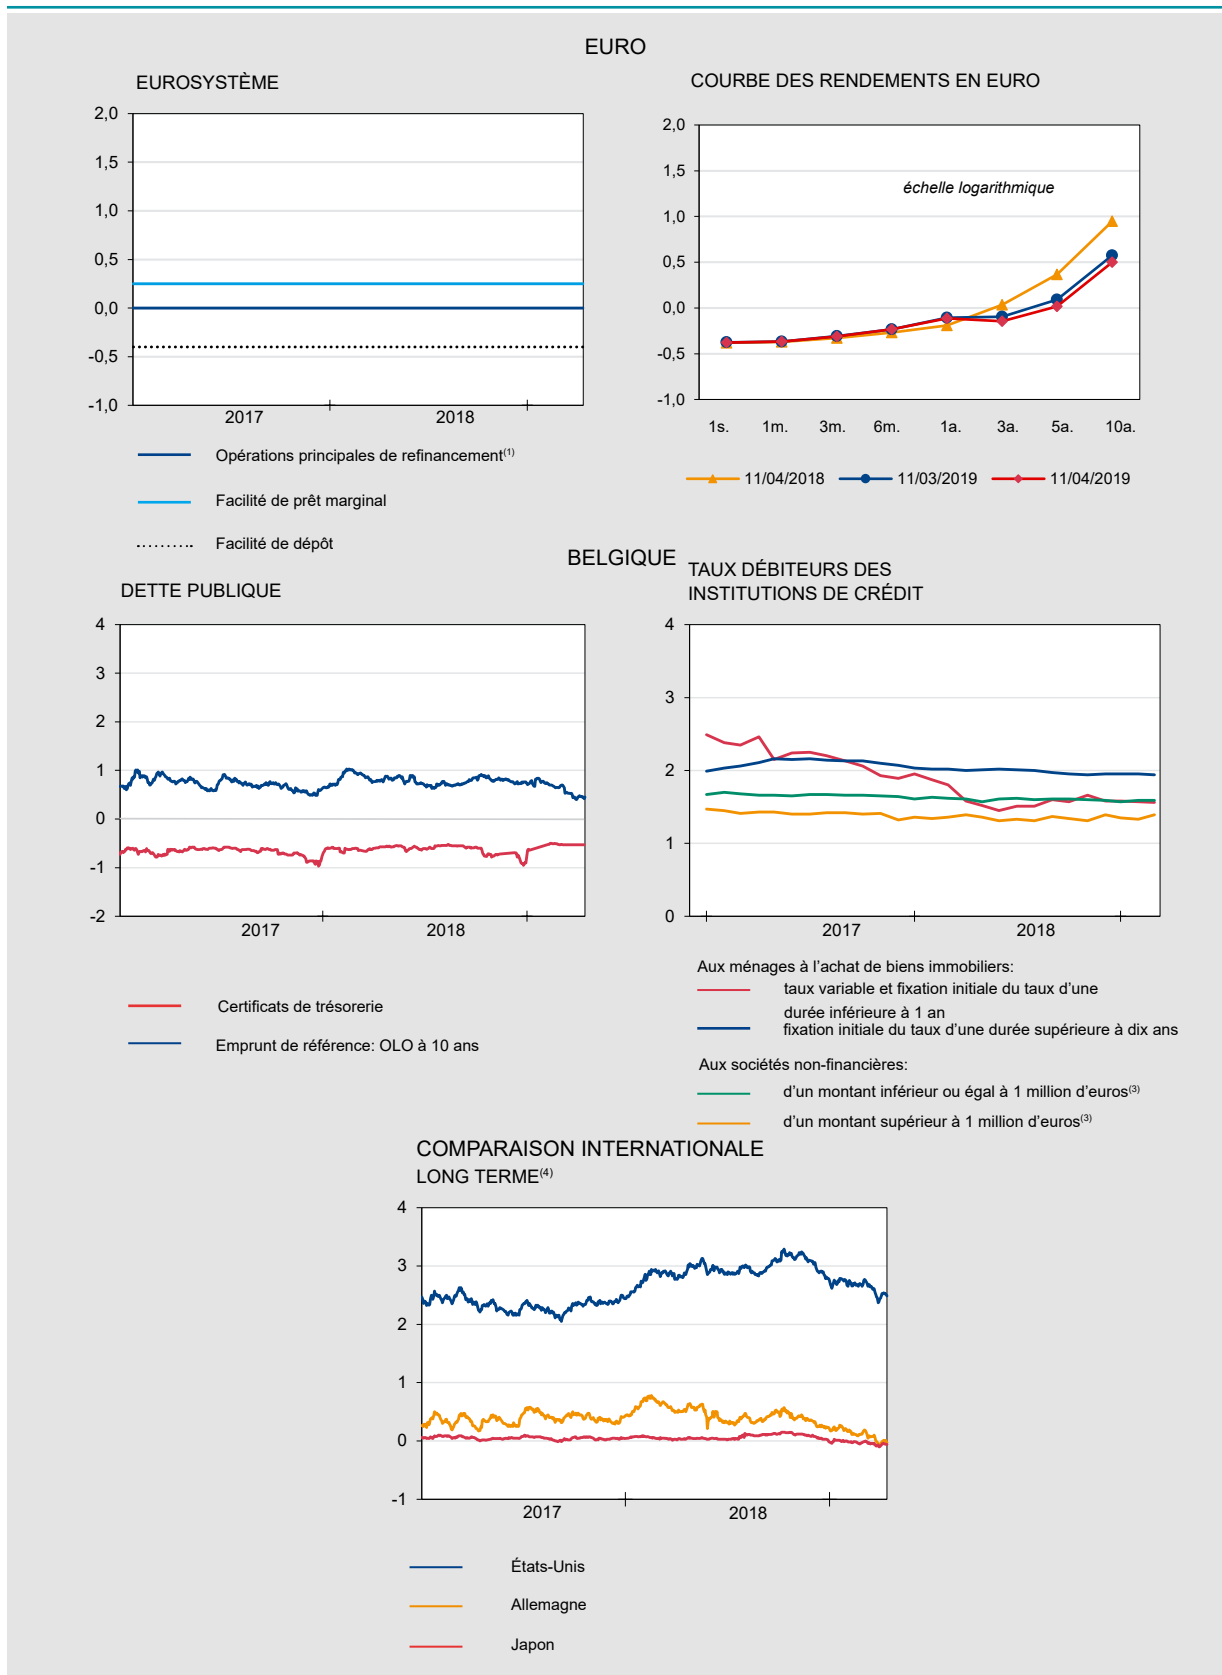 EURO
EUROSYSTÈME
2,0
1,5
1,0
0,5
0,0
-0,5
-1,0
2017
2018
Opérations principales de refinancement(1)
Facilité de prêt marginal
Facilité de dépôt
COURBE DES RENDEMENTS EN EURO
2,0
1,5
1,0
0,5
0,0
-0,5
-1,0
échelle logarithmique
1s. 1m. 3m. 6m. 1a. 3a. 5a. 10a.
11/04/2018 11/03/2019 11/04/2019
BELGIQUE
DETTE PUBLIQUE
4
3
2
1
0
-1
-2
2017
2018
Certificats de trésorerie
Emprunt de référence: OLO à 10 ans
TAUX DÉBITEURS DES
INSTITUTIONS DE CRÉDIT
4
3
2
1
0
2017
2018
Aux ménages à l’achat de biens immobiliers:
taux variable et fixation initiale du taux d’une
durée inférieure à 1 an
fixation initiale du taux d’une durée supérieure à dix ans
Aux sociétés non-financières:
d’un montant inférieur ou égal à 1 million d’euros(3)
d’un montant supérieur à 1 million d’euros(3)
COMPARAISON INTERNATIONALE
LONG TERME(4)
4
3
2
1
0
-1
2017
2018
États-Unis
Allemagne
Japon